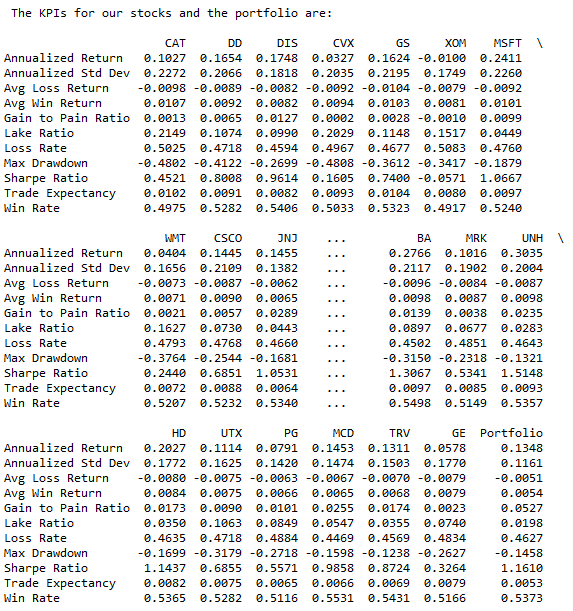 The KPIs for our stocks and the portfolio are:
CAT DD DIS CVX GS XOM MSFT \
Annualized Return 0.1027 0.1654 0.1748 0.0327 0.1624 -0.0100 0.2411
Annualized Std Dev 0.2272 0.2066 0.1818 0.2035 0.2195 0.1749 0.2260
Avg Loss Return -0.0098 -0.0089 -0.0082 -0.0092 -0.0104 -0.0079 -0.0092
Avg Win Return 0.0107 0.0092 0.0082 0.0094 0.0103 0.0081 0.0101
Gain to Pain Ratio 0.0013 0.0065 0.0127 0.0002 0.0028 -0.0010 0.0099
Lake Ratio 0.2149 0.1074 0.0990 0.2029 0.1148 0.1517 0.0449
Loss Rate 0.5025 0.4718 0.4594 0.4967 0.4677 0.5083 0.4760
Max Drawdown -0.4802 -0.4122 -0.2699 -0.4808 -0.3612 -0.3417 -0.1879
Sharpe Ratio 0.4521 0.8008 0.9614 0.1605 0.7400 -0.0571 1.0667
Trade Expectancy 0.0102 0.0091 0.0082 0.0093 0.0104 0.0080 0.0097
Win Rate 0.4975 0.5282 0.5406 0.5033 0.5323 0.4917 0.5240
WMT CSCO JNJ ... BA MRK UNH \
Annualized Return 0.0404 0.1445 0.1455 ... 0.2766 0.1016 0.3035
Annualized Std Dev 0.1656 0.2109 0.1382 ... 0.2117 0.1902 0.2004
Avg Loss Return -0.0073 -0.0087 -0.0062 ... -0.0096 -0.0084 -0.0087
Avg Win Return 0.0071 0.0090 0.0065 ... 0.0098 0.0087 0.0098
Gain to Pain Ratio 0.0021 0.0057 0.0289 ... 0.0139 0.0038 0.0235
Lake Ratio 0.1627 0.0730 0.0443 ... 0.0897 0.0677 0.0283
Loss Rate 0.4793 0.4768 0.4660 ... 0.4502 0.4851 0.4643
Max Drawdown -0.3764 -0.2544 -0.1681 ... -0.3150 -0.2318 -0.1321
Sharpe Ratio 0.2440 0.6851 1.0531 ... 1.3067 0.5341 1.5148
Trade Expectancy 0.0072 0.0088 0.0064 ... 0.0097 0.0085 0.0093
Win Rate 0.5207 0.5232 0.5340 ... 0.5498 0.5149 0.5357
HD UTX PG MCD TRV GE Portfolio
Annualized Return 0.2027 0.1114 0.0791 0.1453 0.1311 0.0578 0.1348
Annualized Std Dev 0.1772 0.1625 0.1420 0.1474 0.1503 0.1770 0.1161
Avg Loss Return -0.0080 -0.0075 -0.0063 -0.0067 -0.0070 -0.0079 -0.0051
Avg Win Return 0.0084 0.0075 0.0066 0.0065 0.0068 0.0079 0.0054
Gain to Pain Ratio 0.0173 0.0090 0.0101 0.0255 0.0174 0.0023 0.0527
Lake Ratio 0.0350 0.1063 0.0849 0.0547 0.0355 0.0740 0.0198
Loss Rate 0.4635 0.4718 0.4884 0.4469 0.4569 0.4834 0.4627
Max Drawdown -0.1699 -0.3179 -0.2718 -0.1598 -0.1238 -0.2627 -0.1458
Sharpe Ratio 1.1437 0.6855 0.5571 0.9858 0.8724 0.3264 1.1610
Trade Expectancy 0.0082 0.0075 0.0065 0.0066 0.0069 0.0079 0.0053
Win Rate 0.5365 0.5282 0.5116 0.5531 0.5431 0.5166 0.5373